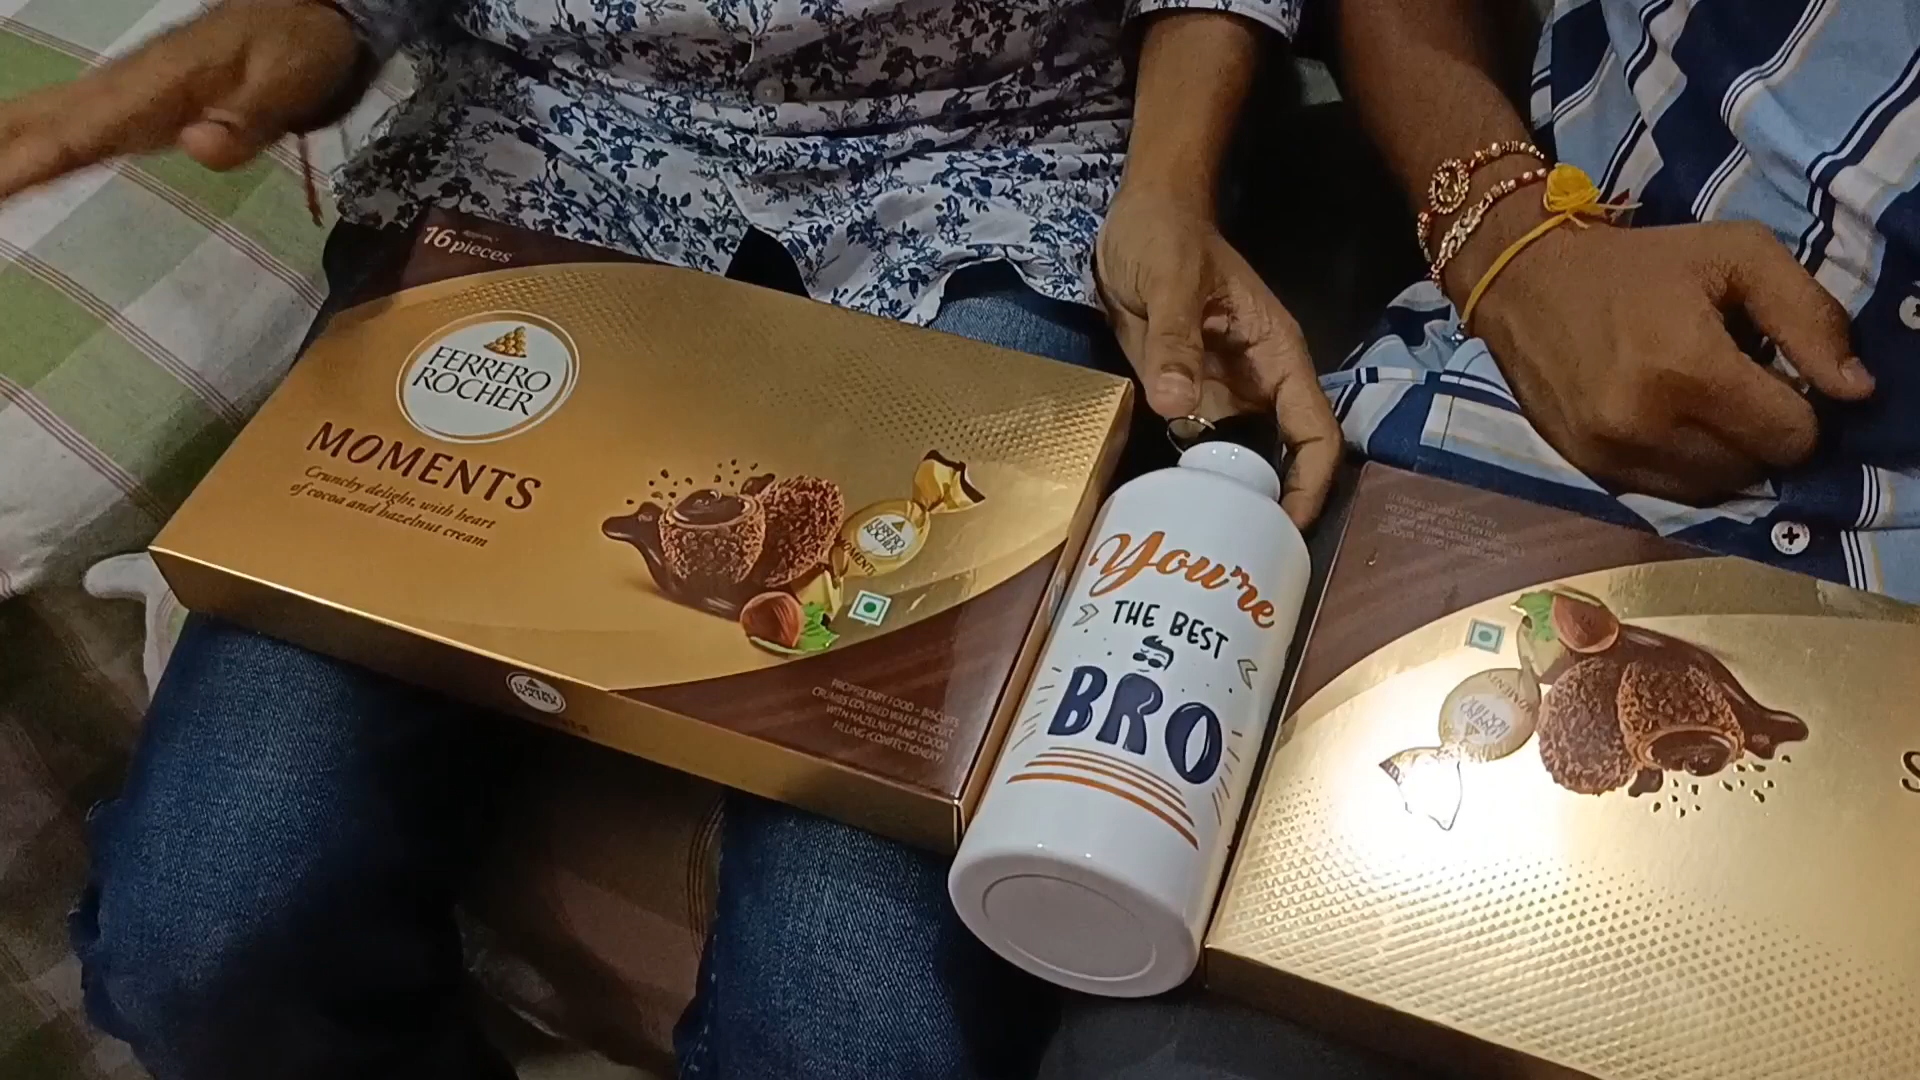 16 pieces
FERRERO
ROCHER
MOMENTS
Crunchy delight, with heart
of cocoa and hazelnut cream
FERRERO
ROCHER
MOMENTS
PROPRIETARY FOOD - BISCUITS
CRUMBS COVERED WAFER BISCUIT,
WITH HAZELNUT AND COCOA
FILLING (CONFECTIONERY)
You're
THE BEST
BRO